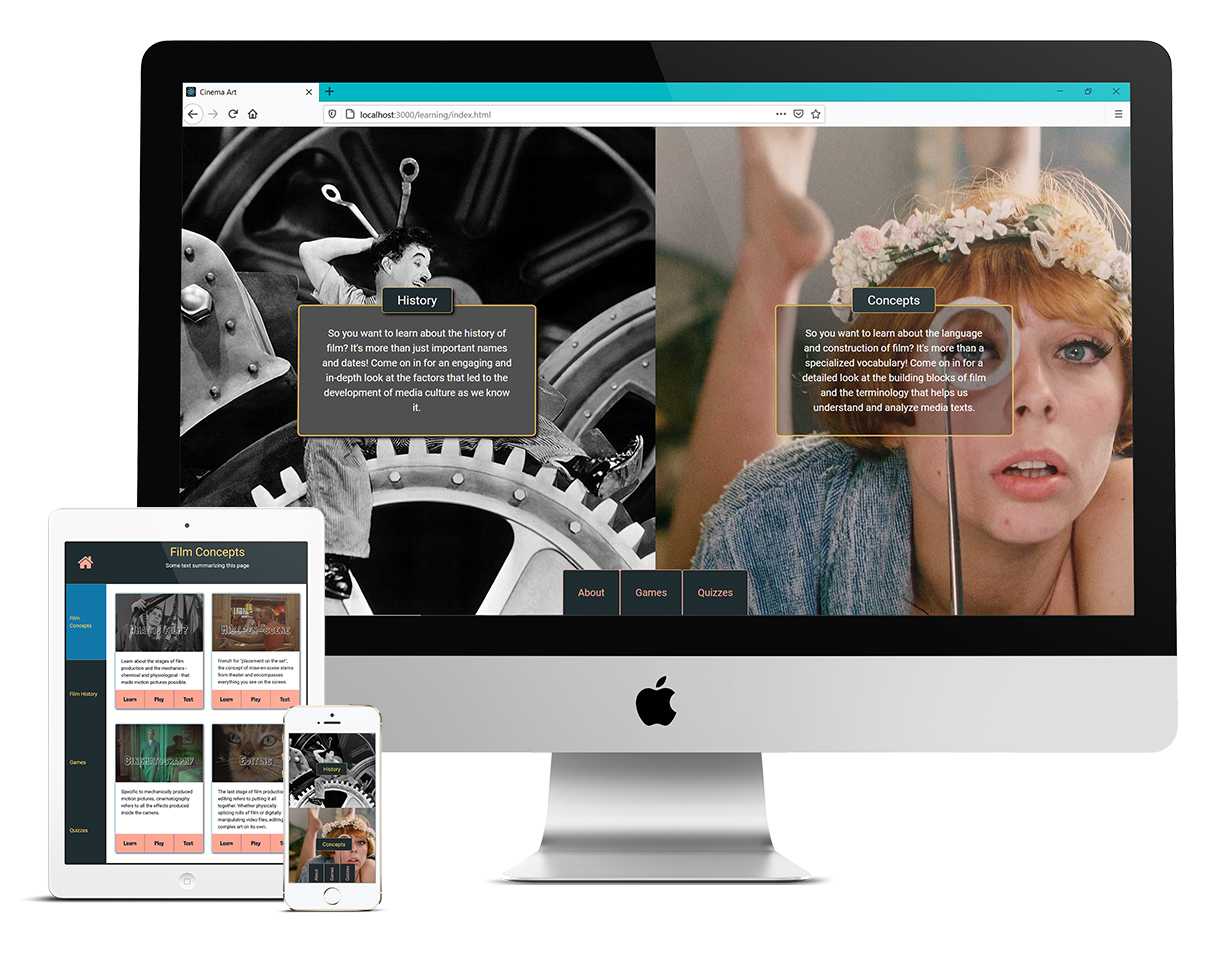 Cinema Art
localhost:3000/learning/index.html
History
So you want to learn about the history of
film? It's more than just important names
and dates! Come on in for an engaging and
in-depth look at the factors that led to the
development of media culture as we know
it.
Concepts
So you want to learn about the language
and construction of film? It's more than a
specialized vocabulary! Come on in for a
detailed look at the building blocks of film
and the terminology that helps us
understand and analyze media texts.
About Games Quizzes
Film Concepts
Some text summarizing this page
Film
Concepts
Film History
Games
Quizzes
What is Film?
Learn about the stages of film
production and the mechanics -
chemical and physiological - that
made motion pictures possible.
Learn Play Test
Mise-en-Scene
French for "placement on the set",
the concept of mise-en-scene stems
from theater and encompasses
everything you see on the screen.
Learn Play Test
Cinematography
Specific to mechanically produced
motion pictures, cinematography
refers to all the effects produced
inside the camera.
Learn Play Test
Editing
The last stage of film production,
editing refers to putting it all
together. Whether physically
splicing rolls of film or digitally
manipulating video files, editing
complex art on its own.
Learn Play
History
Concepts
About
Games
Quizzes